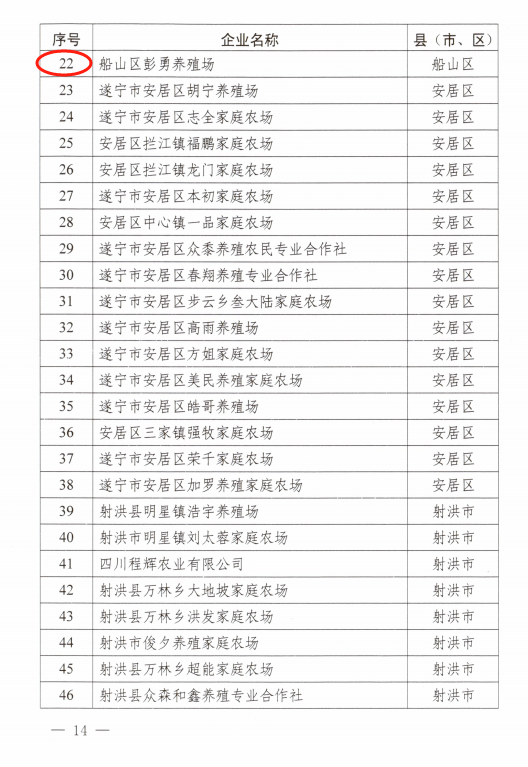 序号 企业名称 县（市、区）
22 船山区彭勇养殖场 船山区
23 遂宁市安居区胡宁养殖场 安居区
24 遂宁市安居区志全家庭农场 安居区
25 安居区拦江镇福鹏家庭农场 安居区
26 安居区拦江镇龙门家庭农场 安居区
27 遂宁市安居区本初家庭农场 安居区
28 安居区中心镇一品家庭农场 安居区
29 遂宁市安居区众黍养殖农民专业合作社 安居区
30 遂宁市安居区春翔养殖专业合作社 安居区
31 遂宁市安居区步云乡叁大陆家庭农场 安居区
32 遂宁市安居区高雨养殖场 安居区
33 遂宁市安居区方姐家庭农场 安居区
34 遂宁市安居区美民养殖家庭农场 安居区
35 遂宁市安居区皓哥养殖场 安居区
36 安居区三家镇强牧家庭农场 安居区
37 遂宁市安居区荣千家庭农场 安居区
38 遂宁市安居区加罗养殖家庭农场 安居区
39 射洪县明星镇浩宇养殖场 射洪市
40 射洪市明星镇刘太蓉家庭农场 射洪市
41 四川程辉农业有限公司 射洪市
42 射洪县万林乡大地坡家庭农场 射洪市
43 射洪县万林乡洪发家庭农场 射洪市
44 射洪市俊夕养殖家庭农场 射洪市
45 射洪县万林乡超能家庭农场 射洪市
46 射洪县众森和鑫养殖专业合作社 射洪市
— 14 —